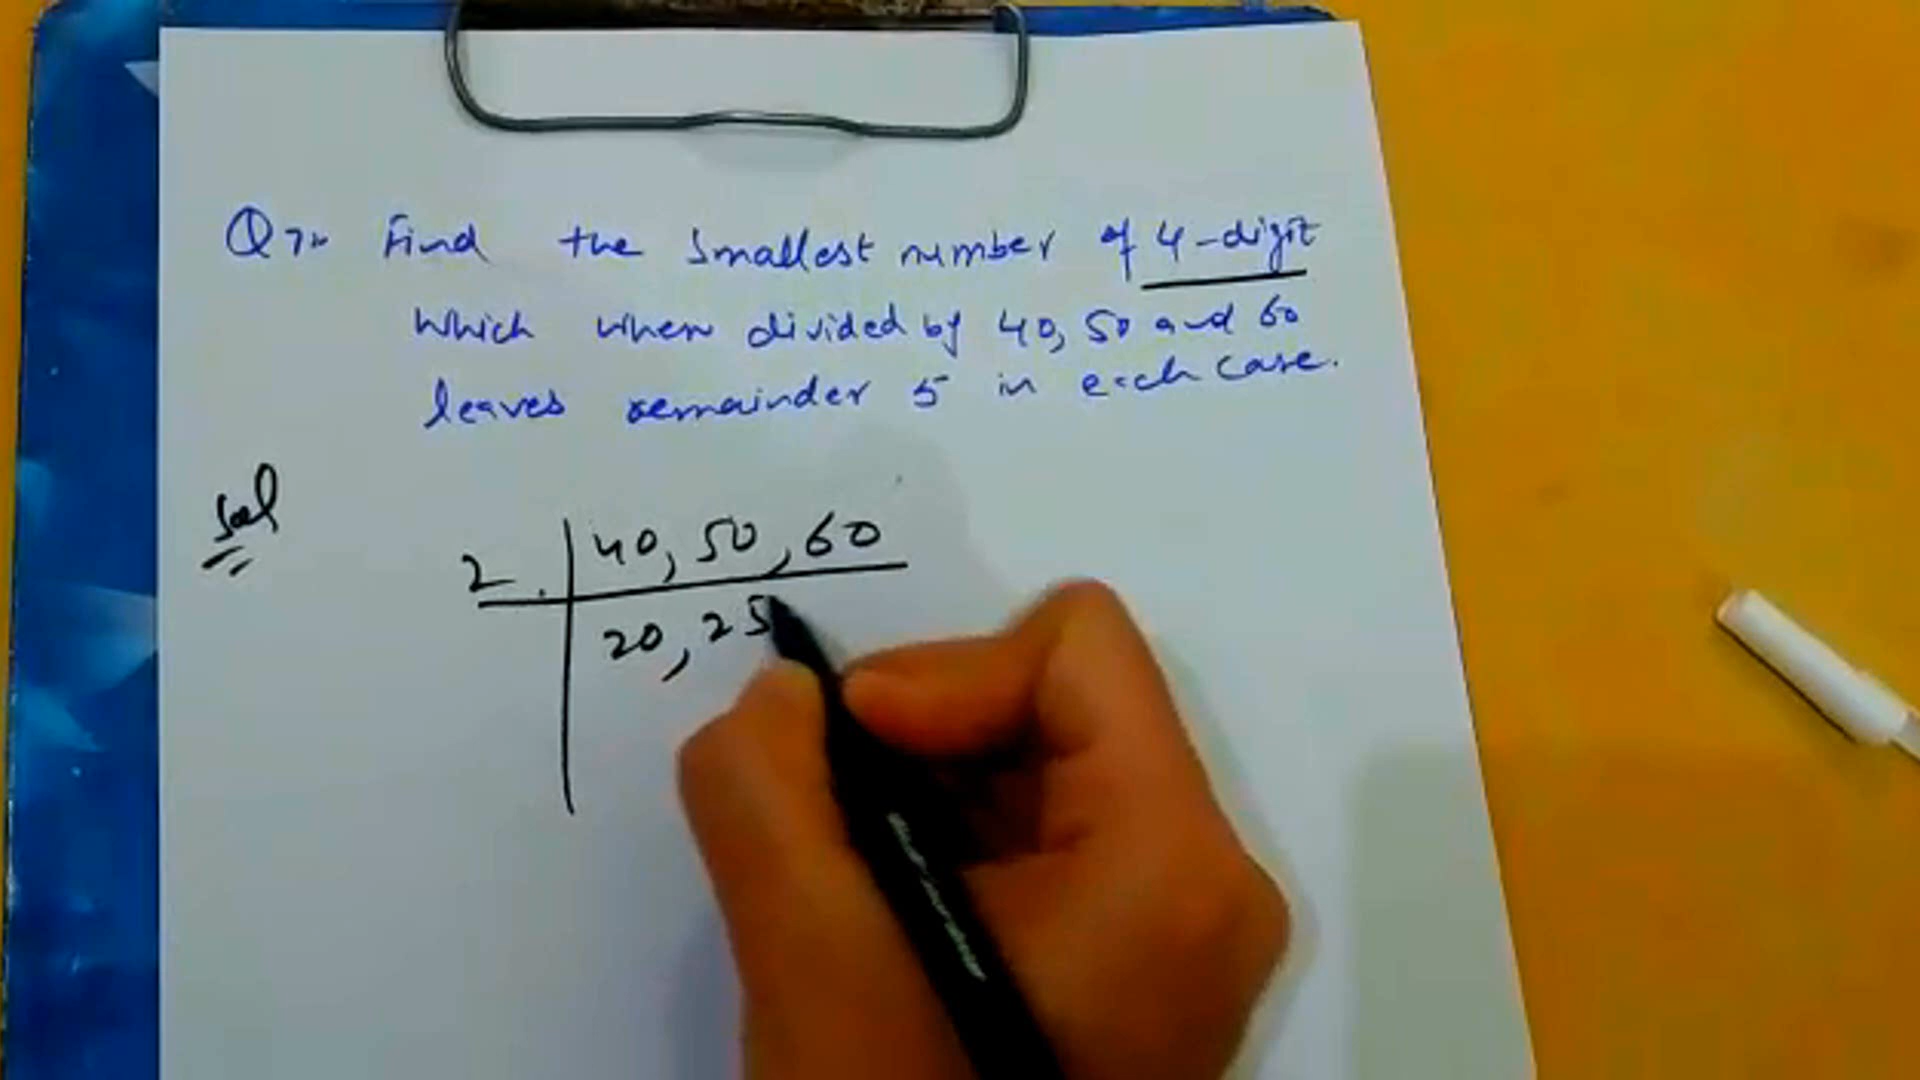 Q7:- Find the smallest number of 4-digit
which when divided by 40, 50 and 60
leaves remainder 5 in each case.
Sol
2 | 40, 50, 60
20, 25